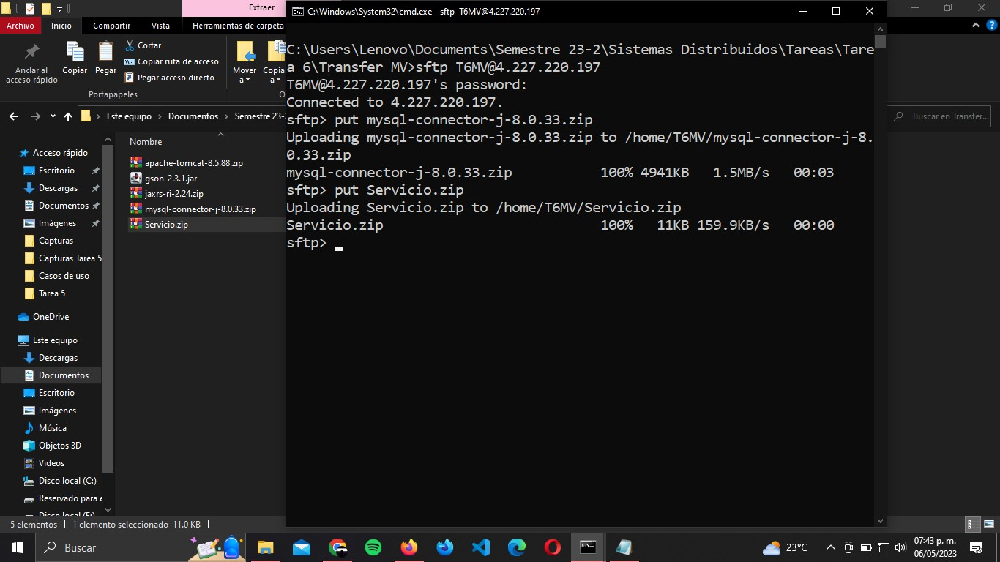 Extraer
C:\Windows\System32\cmd.exe - sftp T6MV@4.227.220.197
Archivo
Inicio
Compartir
Vista
Herramientas de carpeta
Anclar al
acceso rápido
Copiar
Pegar
Cortar
Copiar ruta de acceso
Pegar acceso directo
Mover
a
Copiar
a
Portapapeles
O
Este equipo
Documentos
Semestre 23-2
Buscar en Transfer...
Acceso rápido
Escritorio
Descargas
Documentos
Imágenes
Capturas
Capturas Tarea 5
Casos de uso
Tarea 5
OneDrive
Este equipo
Descargas
Documentos
Escritorio
Imágenes
Música
Objetos 3D
Videos
Disco local (C:)
Reservado para e
Disco local (E:)
Nombre
apache-tomcat-8.5.88.zip
gson-2.3.1.jar
jaxrs-ri-2.24.zip
mysql-connector-j-8.0.33.zip
Servicio.zip
C:\Users\Lenovo\Documents\Semestre 23-2\Sistemas Distribuidos\Tareas\Tare
a 6\Transfer MV>sftp T6MV@4.227.220.197
T6MV@4.227.220.197's password:
Connected to 4.227.220.197.
sftp> put mysql-connector-j-8.0.33.zip
Uploading mysql-connector-j-8.0.33.zip to /home/T6MV/mysql-connector-j-8.
0.33.zip
mysql-connector-j-8.0.33.zip 100% 4941KB 1.5MB/s 00:03
sftp> put Servicio.zip
Uploading Servicio.zip to /home/T6MV/Servicio.zip
Servicio.zip 100% 11KB 159.9KB/s 00:00
sftp>
5 elementos
1 elemento seleccionado 11.0 KB
Buscar
23°C
07:43 p. m.
06/05/2023